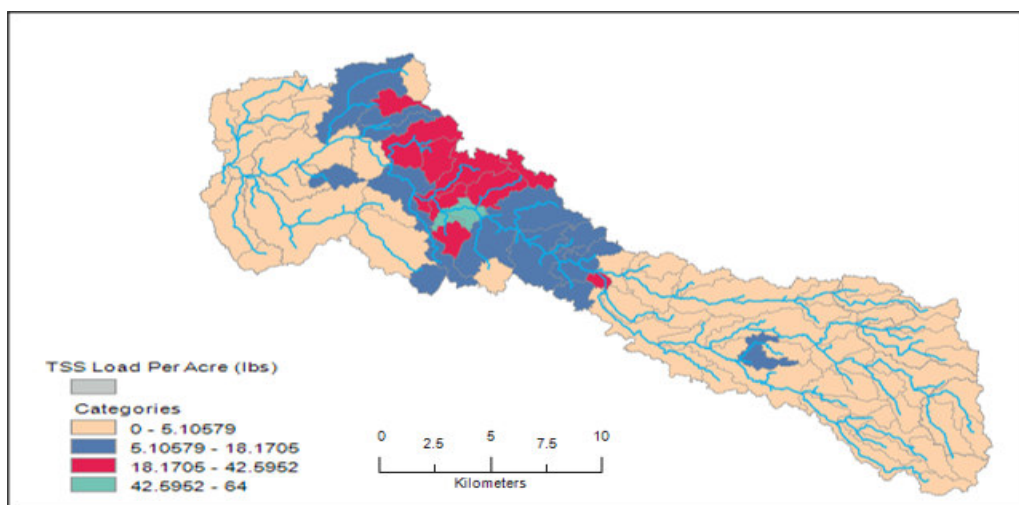 TSS Load Per Acre (lbs)
Categories
0 - 5.10579
5.10579 - 18.1705
18.1705 - 42.5952
42.5952 - 64
0 2.5 5 7.5 10
Kilometers